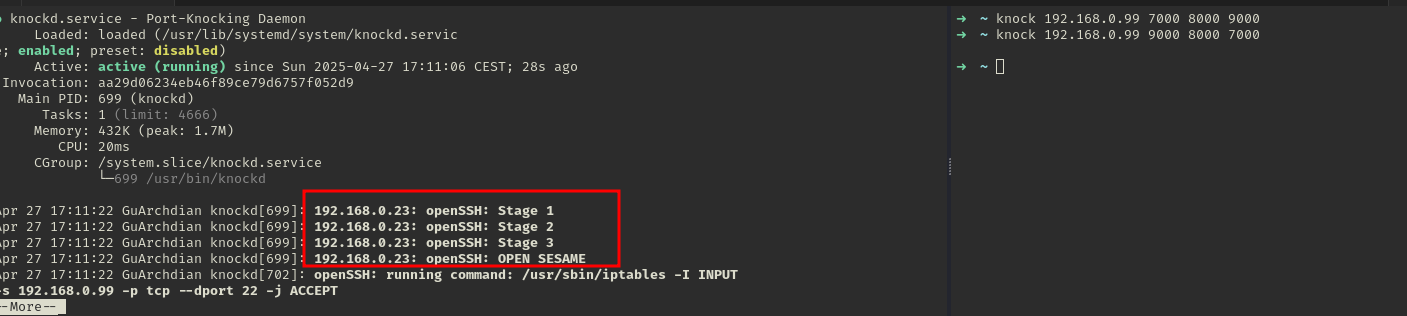 knockd.service - Port-Knocking Daemon
Loaded: loaded (/usr/lib/systemd/system/knockd.servic
e; enabled; preset: disabled)
Active: active (running) since Sun 2025-04-27 17:11:06 CEST; 28s ago
Invocation: aa29d06234eb46f89ce79d6757f052d9
Main PID: 699 (knockd)
Tasks: 1 (limit: 4666)
Memory: 432K (peak: 1.7M)
CPU: 20ms
CGroup: /system.slice/knockd.service
└─699 /usr/bin/knockd
Apr 27 17:11:22 GuArchdian knockd[699]: 192.168.0.23: openSSH: Stage 1
Apr 27 17:11:22 GuArchdian knockd[699]: 192.168.0.23: openSSH: Stage 2
Apr 27 17:11:22 GuArchdian knockd[699]: 192.168.0.23: openSSH: Stage 3
Apr 27 17:11:22 GuArchdian knockd[699]: 192.168.0.23: openSSH: OPEN SESAME
Apr 27 17:11:22 GuArchdian knockd[702]: openSSH: running command: /usr/sbin/iptables -I INPUT
-s 192.168.0.99 -p tcp --dport 22 -j ACCEPT
--More--
➜ ~ knock 192.168.0.99 7000 8000 9000
➜ ~ knock 192.168.0.99 9000 8000 7000
➜ ~